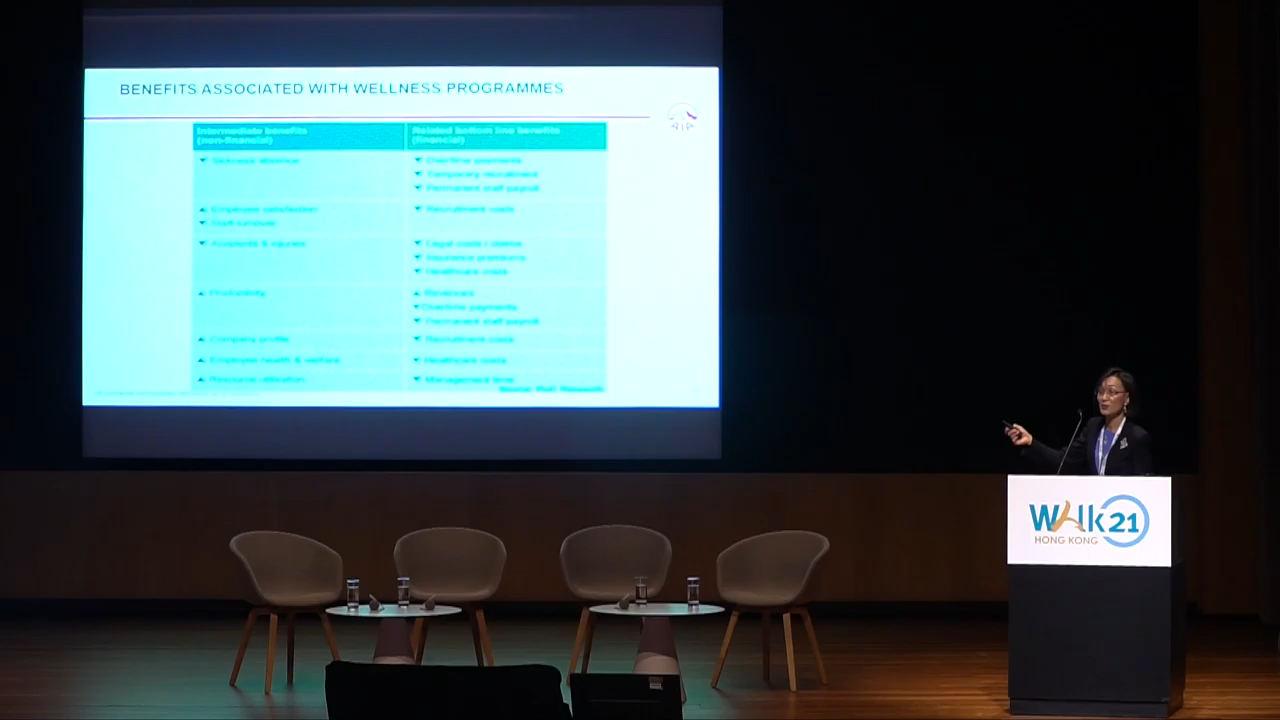 BENEFITS ASSOCIATED WITH WELLNESS PROGRAMMES
Intermediate benefits
(non-financial)
Related bottom line benefits
(financial)
Sickness absence
Overtime payments
Temporary recruitment
Permanent staff payroll
Employee satisfaction
Staff turnover
Recruitment costs
Accidents & injuries
Legal costs / claims
Insurance premiums
Healthcare costs
Productivity
Revenues
Overtime payments
Permanent staff payroll
Company profile
Recruitment costs
Employee health & welfare
Healthcare costs
Resource utilisation
Management time
AIA
Walk21
HONG KONG